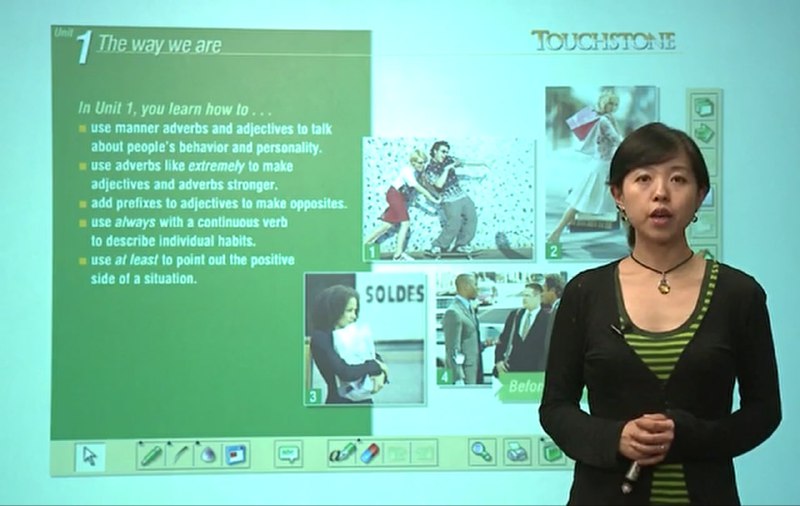 Unit
1 The way we are
TOUCHSTONE
In Unit 1, you learn how to . . .
use manner adverbs and adjectives to talk
about people's behavior and personality.
use adverbs like extremely to make
adjectives and adverbs stronger.
add prefixes to adjectives to make opposites.
use always with a continuous verb
to describe individual habits.
use at least to point out the positive
side of a situation.
1
2
SOLDES
3
4
a